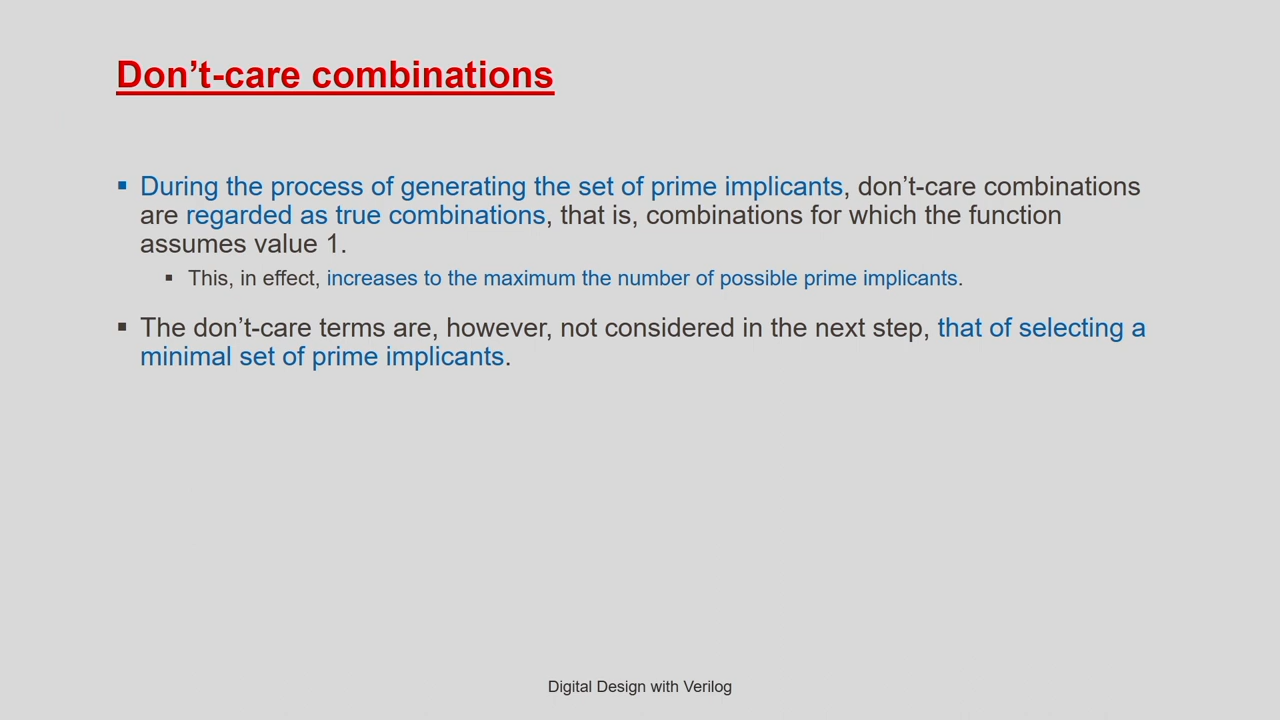 Don’t-care combinations
▪ During the process of generating the set of prime implicants, don’t-care combinations
are regarded as true combinations, that is, combinations for which the function
assumes value 1.
▪ This, in effect, increases to the maximum the number of possible prime implicants.
▪ The don’t-care terms are, however, not considered in the next step, that of selecting a
minimal set of prime implicants.
Digital Design with Verilog